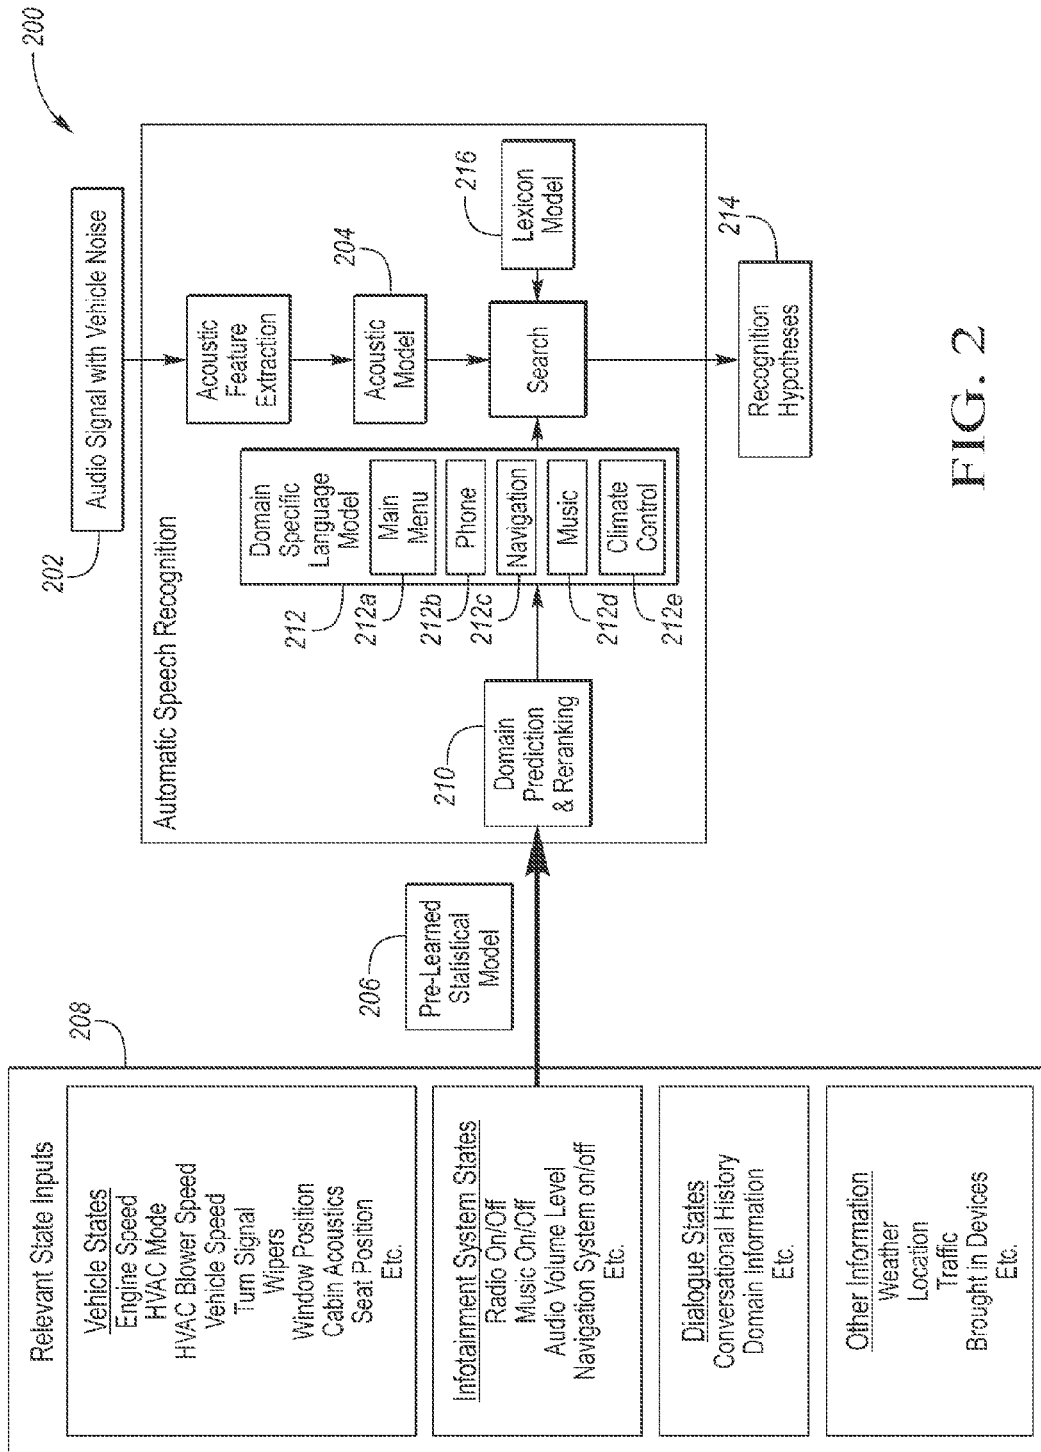 200
202
Audio Signal with Vehicle Noise
Automatic Speech Recognition
Acoustic
Feature
Extraction
204
Acoustic
Model
216
Lexicon
Model
Search
212
Domain
Specific
Language
Model
212a
Main
Menu
212b
Phone
212c
Navigation
212d
Music
212e
Climate
Control
210
Domain
Prediction
& Reranking
214
Recognition
Hypotheses
206
Pre-Learned
Statistical
Model
208
Relevant State Inputs
Vehicle States
Engine Speed
HVAC Mode
HVAC Blower Speed
Vehicle Speed
Turn Signal
Wipers
Window Position
Cabin Acoustics
Seat Position
Etc.
Infotainment System States
Radio On/Off
Music On/Off
Audio Volume Level
Navigation System on/off
Etc.
Dialogue States
Conversational History
Domain Information
Etc.
Other Information
Weather
Location
Traffic
Brought in Devices
Etc.
FIG. 2